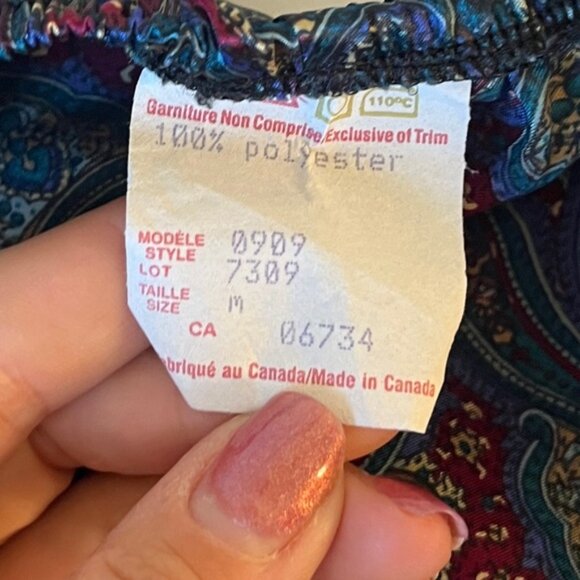 110°C
Garniture Non Comprise/Exclusive of Trim
100% polyester
MODÈLE
STYLE 0909
LOT 7309
TAILLE
SIZE M
CA 06734
briqué au Canada/Made in Canada